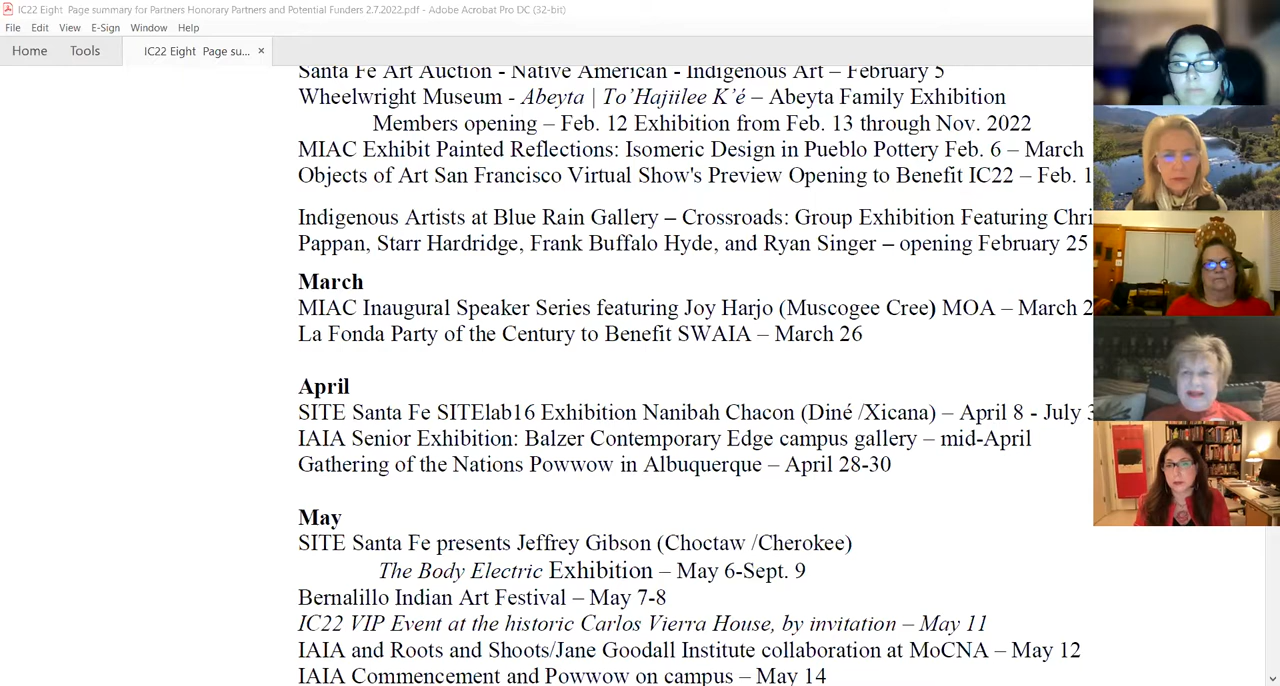 IC22 Eight  Page summary for Partners Honorary Partners and Potential Funders 2.7.2022.pdf - Adobe Acrobat Pro DC (32-bit)
File Edit View E-Sign Window Help
Home Tools IC22 Eight  Page su... ×
Santa Fe Art Auction - Native American - Indigenous Art – February 5
Wheelwright Museum - Abeyta | To’Hajiilee K’é – Abeyta Family Exhibition
Members opening – Feb. 12 Exhibition from Feb. 13 through Nov. 2022
MIAC Exhibit Painted Reflections: Isomeric Design in Pueblo Pottery Feb. 6 – March
Objects of Art San Francisco Virtual Show's Preview Opening to Benefit IC22 – Feb. 1
Indigenous Artists at Blue Rain Gallery – Crossroads: Group Exhibition Featuring Chri
Pappan, Starr Hardridge, Frank Buffalo Hyde, and Ryan Singer – opening February 25
March
MIAC Inaugural Speaker Series featuring Joy Harjo (Muscogee Cree) MOA – March 2
La Fonda Party of the Century to Benefit SWAIA – March 26
April
SITE Santa Fe SITElab16 Exhibition Nanibah Chacon (Diné /Xicana) – April 8 - July
IAIA Senior Exhibition: Balzer Contemporary Edge campus gallery – mid-April
Gathering of the Nations Powwow in Albuquerque – April 28-30
May
SITE Santa Fe presents Jeffrey Gibson (Choctaw /Cherokee)
The Body Electric Exhibition – May 6-Sept. 9
Bernalillo Indian Art Festival – May 7-8
IC22 VIP Event at the historic Carlos Vierra House, by invitation – May 11
IAIA and Roots and Shoots/Jane Goodall Institute collaboration at MoCNA – May 12
IAIA Commencement and Powwow on campus – May 14